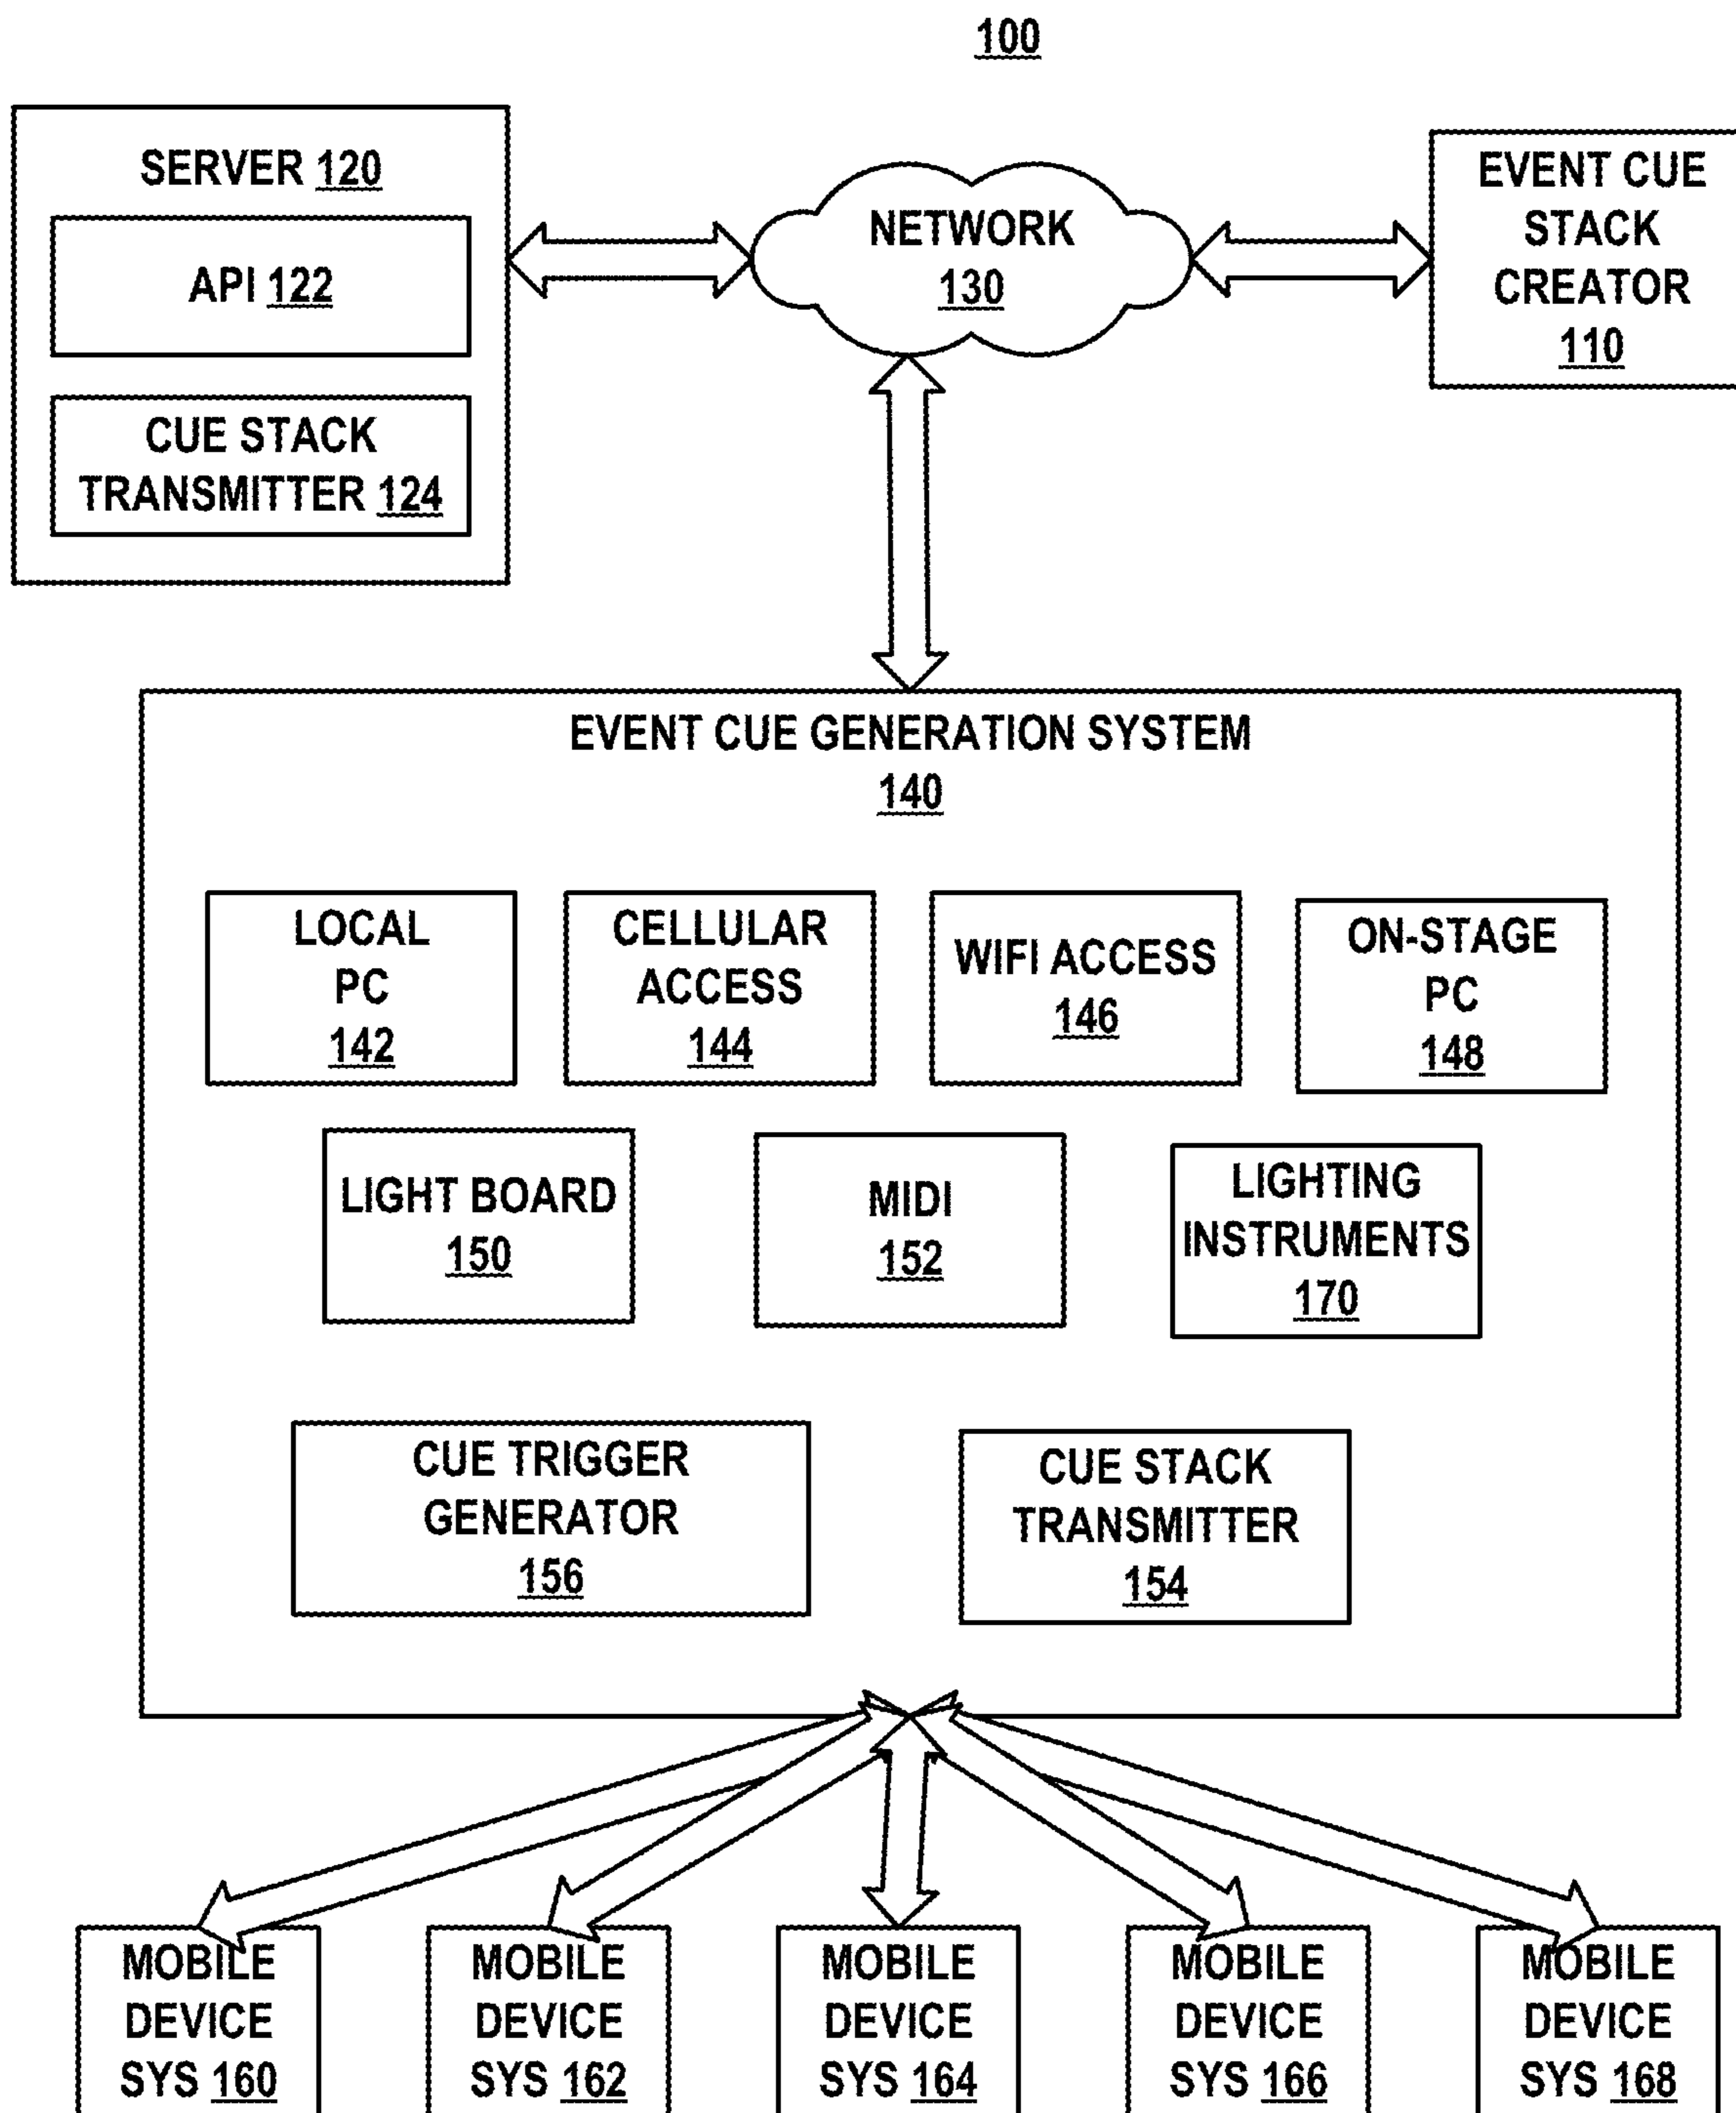 100
SERVER 120
API 122
CUE STACK
TRANSMITTER 124
NETWORK
130
EVENT CUE
STACK
CREATOR
110
EVENT CUE GENERATION SYSTEM
140
LOCAL
PC
142
CELLULAR
ACCESS
144
WIFI ACCESS
146
ON-STAGE
PC
148
LIGHT BOARD
150
MIDI
152
LIGHTING
INSTRUMENTS
170
CUE TRIGGER
GENERATOR
156
CUE STACK
TRANSMITTER
154
MOBILE
DEVICE
SYS 160
MOBILE
DEVICE
SYS 162
MOBILE
DEVICE
SYS 164
MOBILE
DEVICE
SYS 166
MOBILE
DEVICE
SYS 168